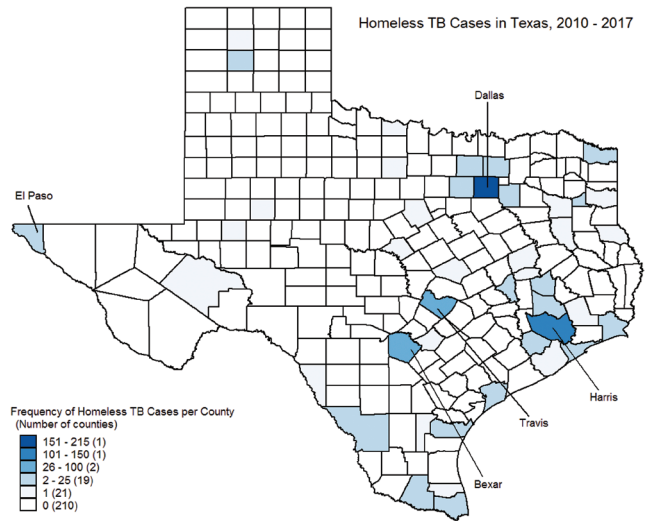 Homeless TB Cases in Texas, 2010 - 2017
Dallas
El Paso
Harris
Travis
Bexar
Frequency of Homeless TB Cases per County
(Number of counties)
151 - 215 (1)
101 - 150 (1)
26 - 100 (2)
2 - 25 (19)
1 (21)
0 (210)